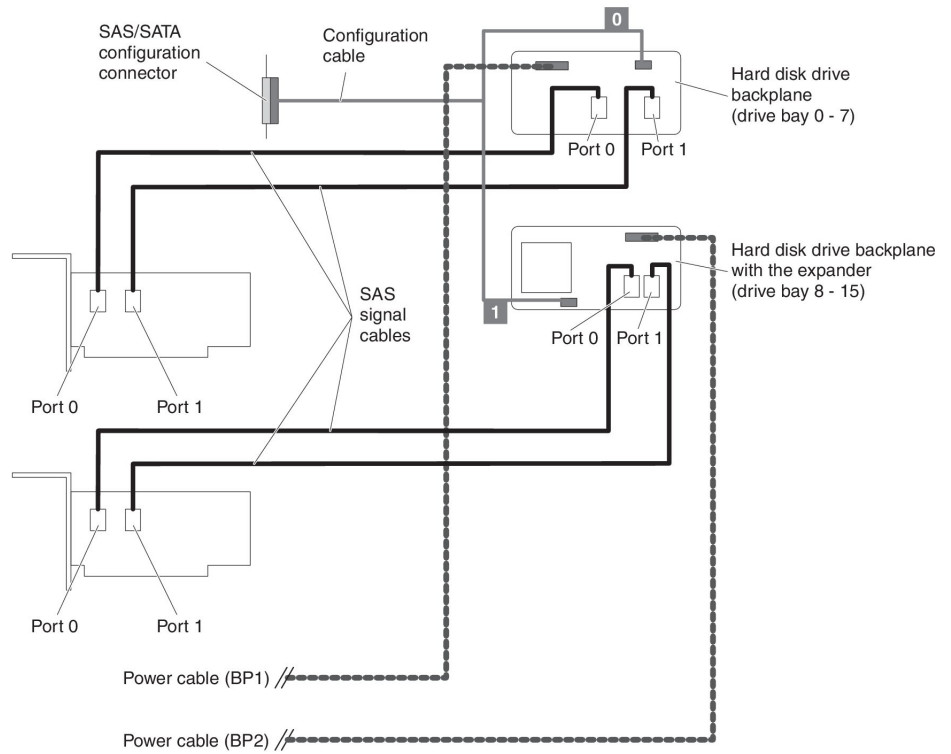 0
SAS/SATA
configuration
connector
Configuration
cable
Hard disk drive
backplane
(drive bay 0 - 7)
Port 0
Port 1
Hard disk drive backplane
with the expander
(drive bay 8 - 15)
SAS
signal
cables
1
Port 0
Port 1
Port 0
Port 1
Port 0
Port 1
Power cable (BP1)
Power cable (BP2)